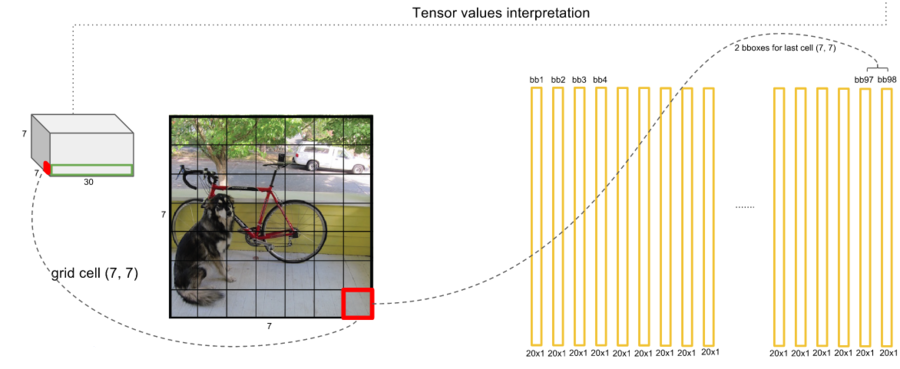 Tensor values interpretation
2 bboxes for last cell (7, 7)
bb1 bb2 bb3 bb4
bb97 bb98
7
7
30
7
grid cell (7, 7)
7
.......
20x1 20x1 20x1 20x1 20x1 20x1 20x1 20x1 20x1
20x1 20x1 20x1 20x1 20x1 20x1